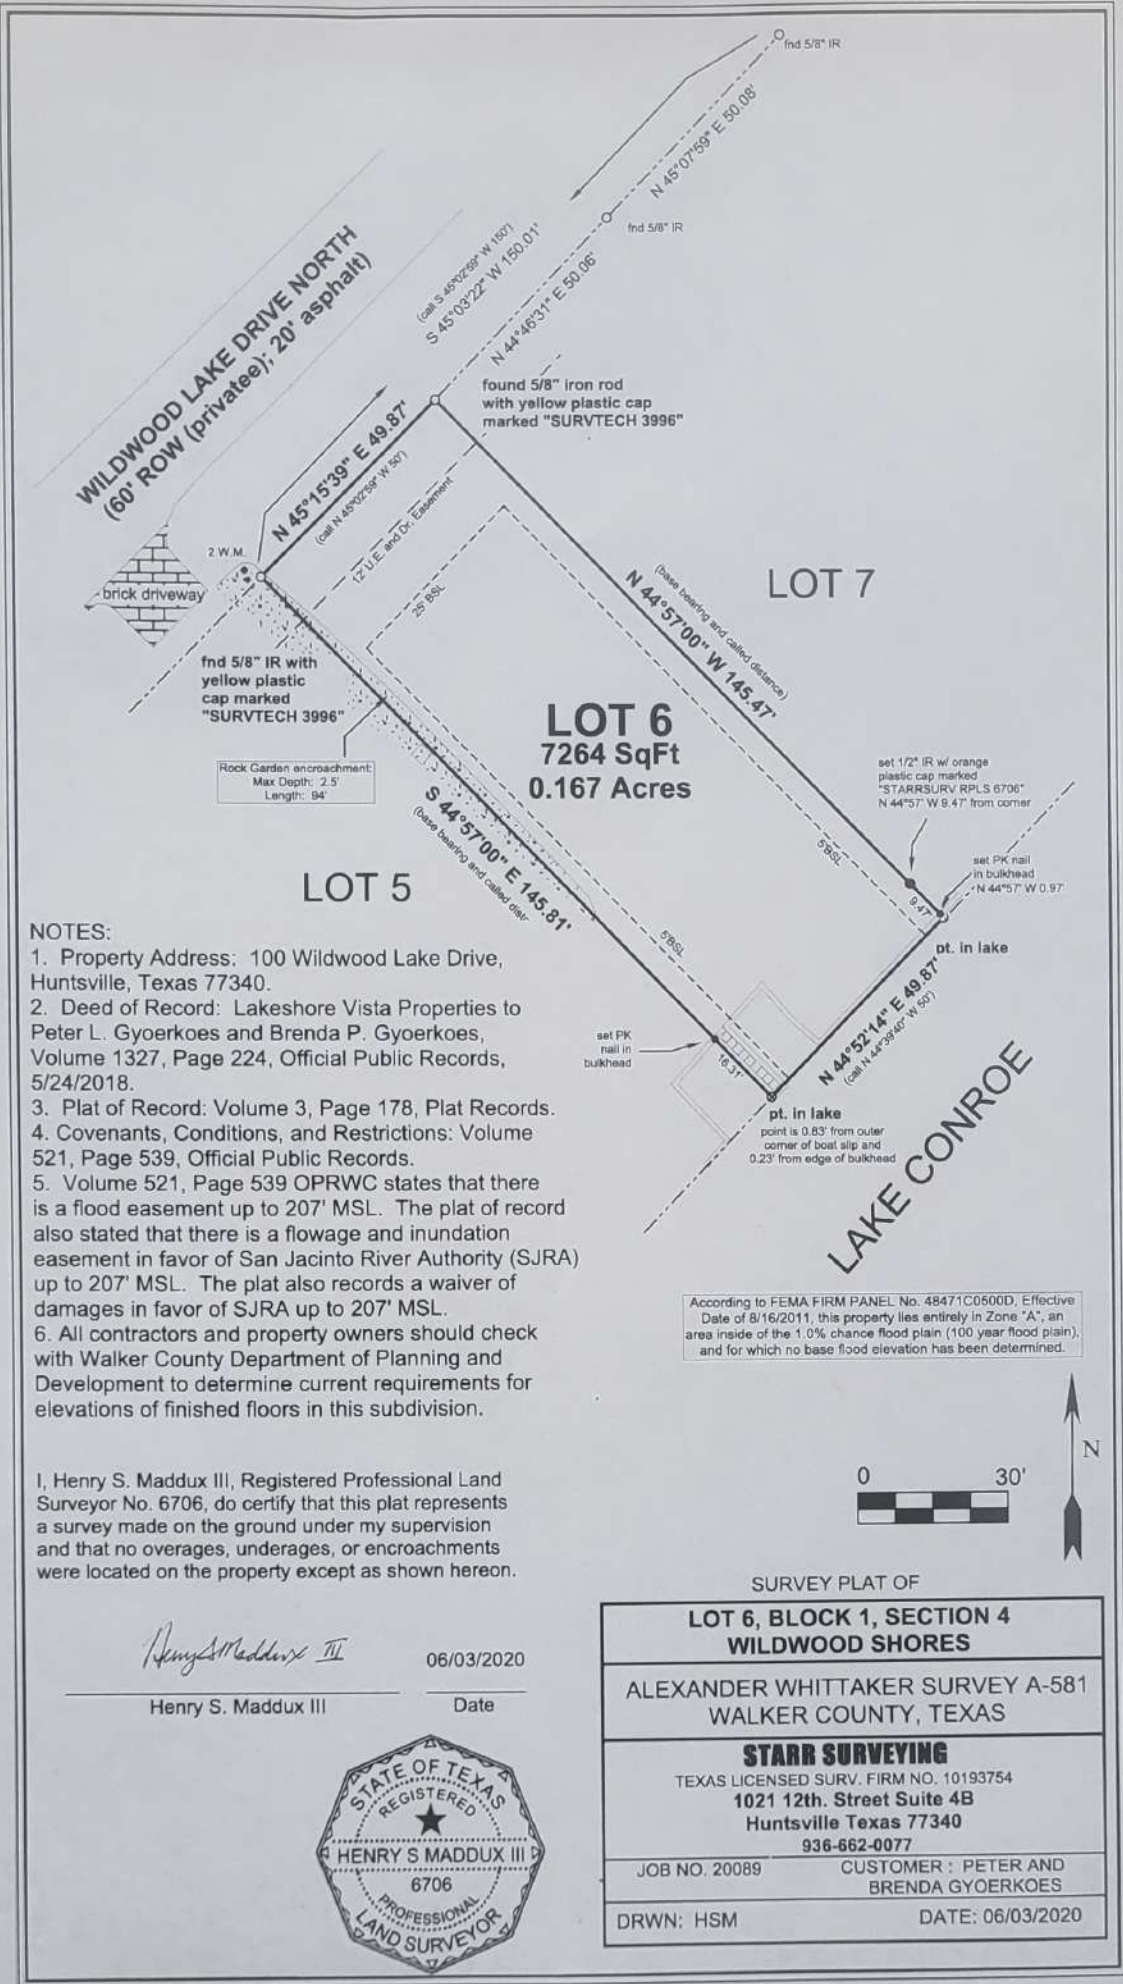 fnd 5/8" IR
N 45°07'59" E 50.08'
fnd 5/8" IR
(call S 45°02'59" W 150')
S 45°03'22" W 150.01'
N 44°46'31" E 50.06'
WILDWOOD LAKE DRIVE NORTH
(60' ROW (privatee); 20' asphalt)
found 5/8" iron rod
with yellow plastic cap
marked "SURVTECH 3996"
N 45°15'39" E 49.87'
(call N 45°02'59" W 50')
12' U.E. and Dr. Easement
25' BSL
2 W.M.
brick driveway
fnd 5/8" IR with
yellow plastic
cap marked
"SURVTECH 3996"
Rock Garden encroachment:
Max Depth: 2.5'
Length: 94'
(base bearing and called distance)
N 44°57'00" W 145.47'
LOT 7
LOT 6
7264 SqFt
0.167 Acres
S 44°57'00" E 145.81'
(base bearing and called distr
LOT 5
set 1/2" IR w/ orange
plastic cap marked
"STARRSURV RPLS 6706"
N 44°57' W 9.47' from corner
5'BSL
set PK nail
in bulkhead
N 44°57' W 0.97'
9.47'
pt. in lake
5'BSL
N 44°52'14" E 49.87'
(call N 44°39'40" W 50')
set PK
nail in
bulkhead
16.31'
pt. in lake
point is 0.83' from outer
corner of boat slip and
0.23' from edge of bulkhead
LAKE CONROE
NOTES:
1. Property Address: 100 Wildwood Lake Drive,
Huntsville, Texas 77340.
2. Deed of Record: Lakeshore Vista Properties to
Peter L. Gyoerkoes and Brenda P. Gyoerkoes,
Volume 1327, Page 224, Official Public Records,
5/24/2018.
3. Plat of Record: Volume 3, Page 178, Plat Records.
4. Covenants, Conditions, and Restrictions: Volume
521, Page 539, Official Public Records.
5. Volume 521, Page 539 OPRWC states that there
is a flood easement up to 207' MSL. The plat of record
also stated that there is a flowage and inundation
easement in favor of San Jacinto River Authority (SJRA)
up to 207' MSL. The plat also records a waiver of
damages in favor of SJRA up to 207' MSL.
6. All contractors and property owners should check
with Walker County Department of Planning and
Development to determine current requirements for
elevations of finished floors in this subdivision.
According to FEMA FIRM PANEL No. 48471C0500D, Effective
Date of 8/16/2011, this property lies entirely in Zone "A", an
area inside of the 1.0% chance flood plain (100 year flood plain),
and for which no base flood elevation has been determined.
N
0 30'
I, Henry S. Maddux III, Registered Professional Land
Surveyor No. 6706, do certify that this plat represents
a survey made on the ground under my supervision
and that no overages, underages, or encroachments
were located on the property except as shown hereon.
Henry S Maddux III
06/03/2020
Henry S. Maddux III
Date
STATE OF TEXAS
REGISTERED
HENRY S MADDUX III
6706
PROFESSIONAL
LAND SURVEYOR
SURVEY PLAT OF
LOT 6, BLOCK 1, SECTION 4
WILDWOOD SHORES
ALEXANDER WHITTAKER SURVEY A-581
WALKER COUNTY, TEXAS
STARR SURVEYING
TEXAS LICENSED SURV. FIRM NO. 10193754
1021 12th. Street Suite 4B
Huntsville Texas 77340
936-662-0077
JOB NO. 20089
CUSTOMER : PETER AND
BRENDA GYOERKOES
DRWN: HSM
DATE: 06/03/2020